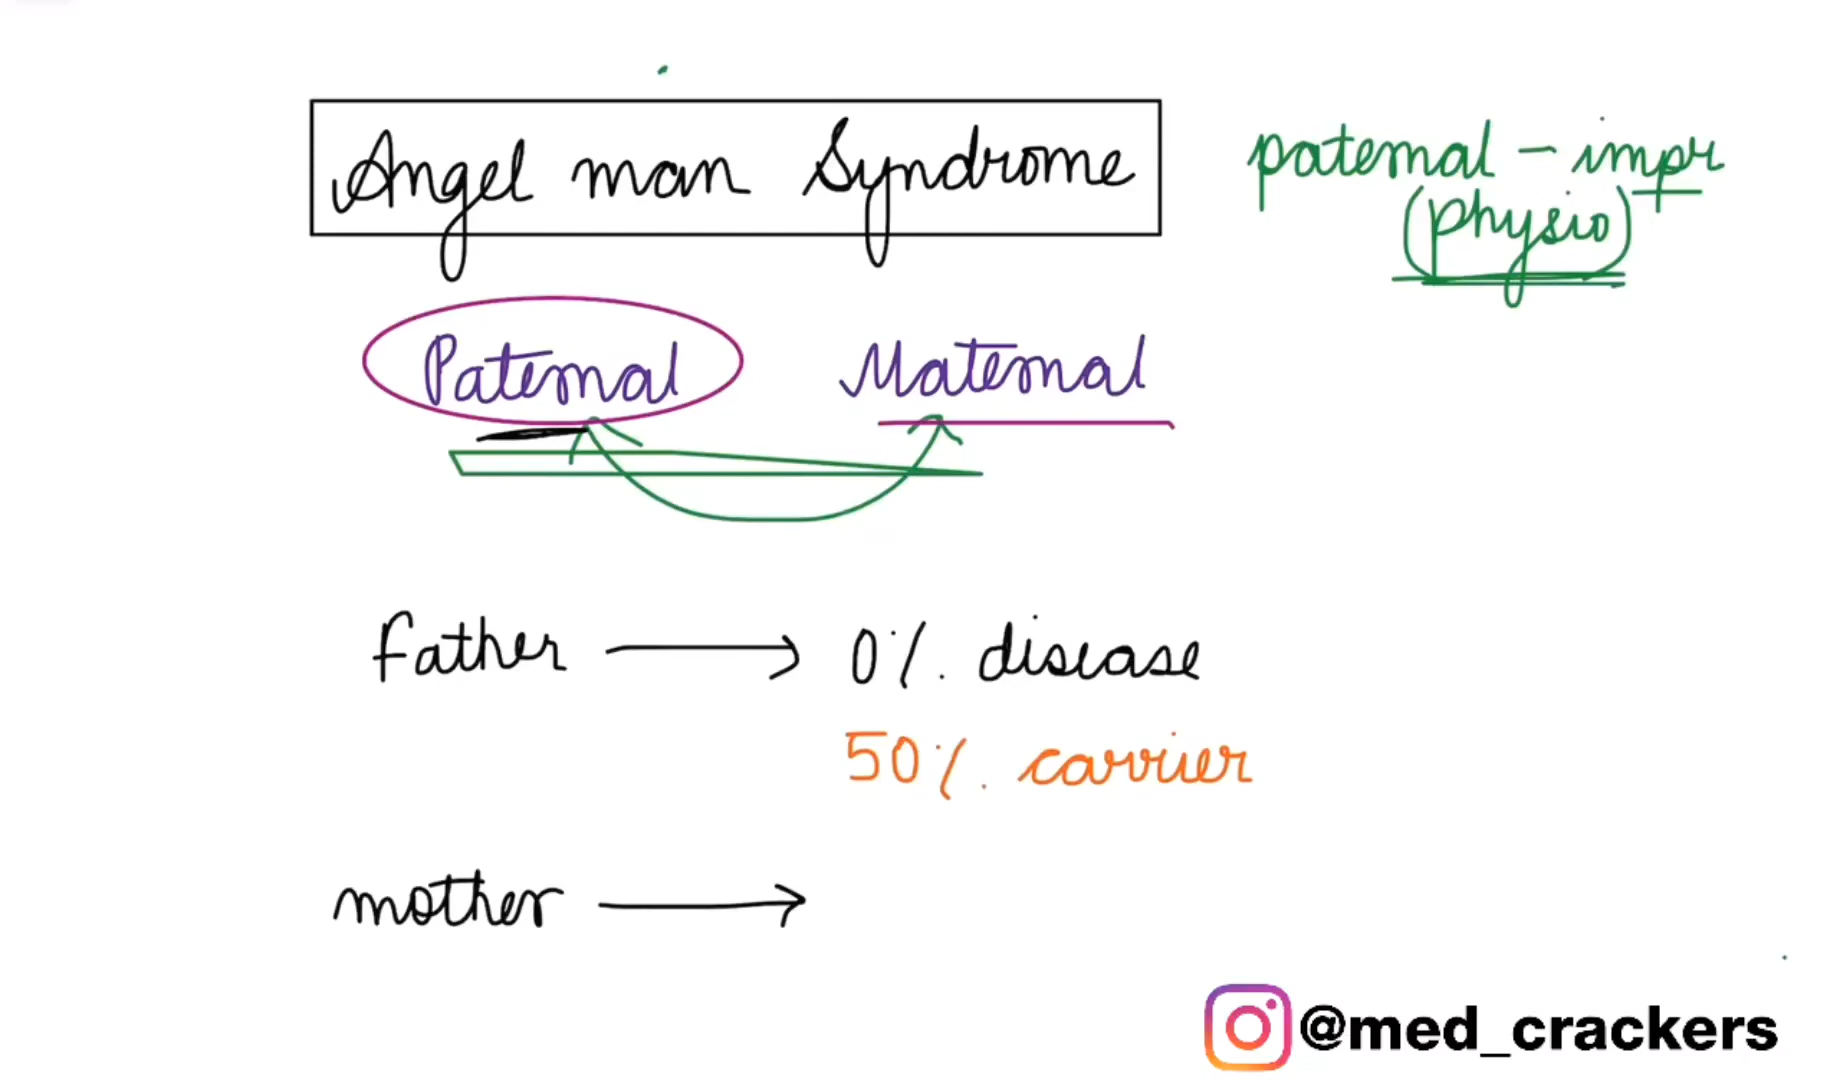 Angel man Syndrome
paternal - impr
(physio)
Paternal Maternal
father → 0%. disease
50%. carrier
mother →
@med_crackers